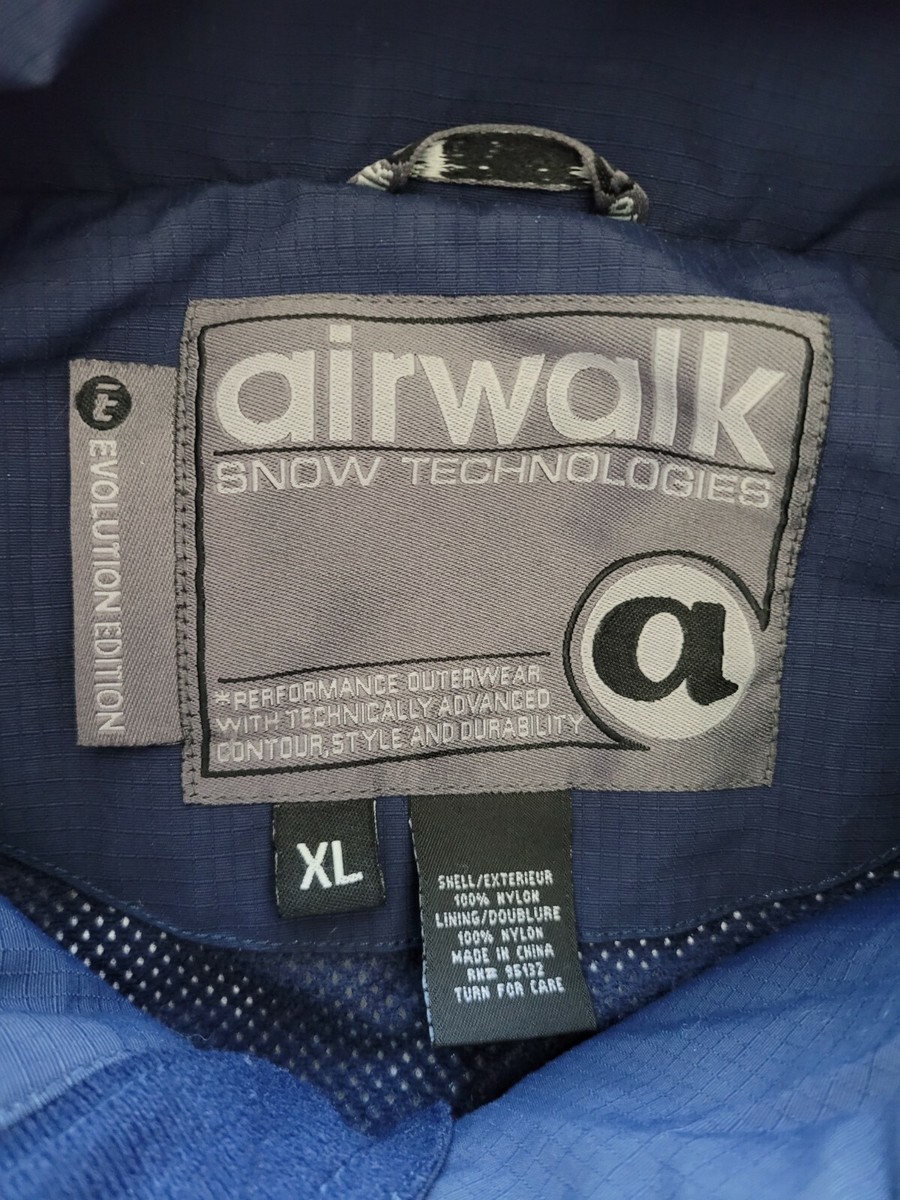 airwalk
SNOW TECHNOLOGIES
EVOLUTION EDITION
a
*PERFORMANCE OUTERWEAR
WITH TECHNICALLY ADVANCED
CONTOUR, STYLE AND DURABILITY
XL
SHELL/EXTERIEUR
100% NYLON
LINING/DOUBLURE
100% NYLON
MADE IN CHINA
RN# 95132
TURN FOR CARE